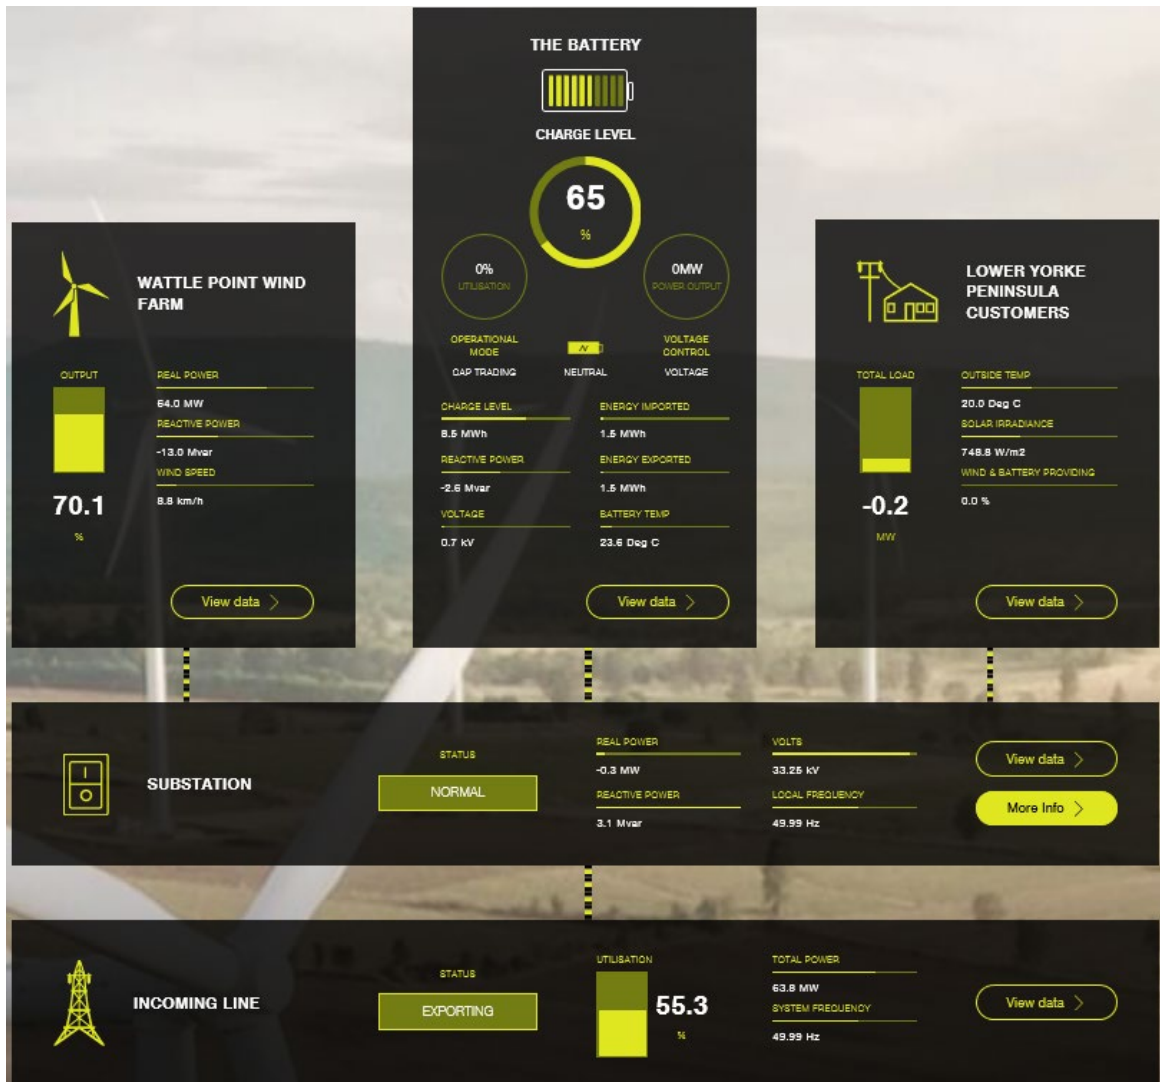 THE BATTERY
CHARGE LEVEL
65
%
0%
UTILISATION
0MW
POWER OUTPUT
OPERATIONAL
MODE
CAP TRADING
NEUTRAL
VOLTAGE
CONTROL
VOLTAGE
CHARGE LEVEL
8.5 MWh
ENERGY IMPORTED
1.5 MWh
REACTIVE POWER
-2.6 Mvar
ENERGY EXPORTED
1.5 MWh
VOLTAGE
0.7 kV
BATTERY TEMP
23.6 Deg C
View data
WATTLE POINT WIND
FARM
OUTPUT
70.1
%
REAL POWER
64.0 MW
REACTIVE POWER
-13.0 Mvar
WIND SPEED
8.8 km/h
View data
LOWER YORKE
PENINSULA
CUSTOMERS
TOTAL LOAD
-0.2
MW
OUTSIDE TEMP
20.0 Deg C
SOLAR IRRADIANCE
748.8 W/m2
WIND & BATTERY PROVIDING
0.0 %
View data
SUBSTATION
STATUS
NORMAL
REAL POWER
-0.3 MW
REACTIVE POWER
3.1 Mvar
VOLTS
33.25 kV
LOCAL FREQUENCY
49.99 Hz
View data
More Info
INCOMING LINE
STATUS
EXPORTING
UTILISATION
55.3
%
TOTAL POWER
63.8 MW
SYSTEM FREQUENCY
49.99 Hz
View data